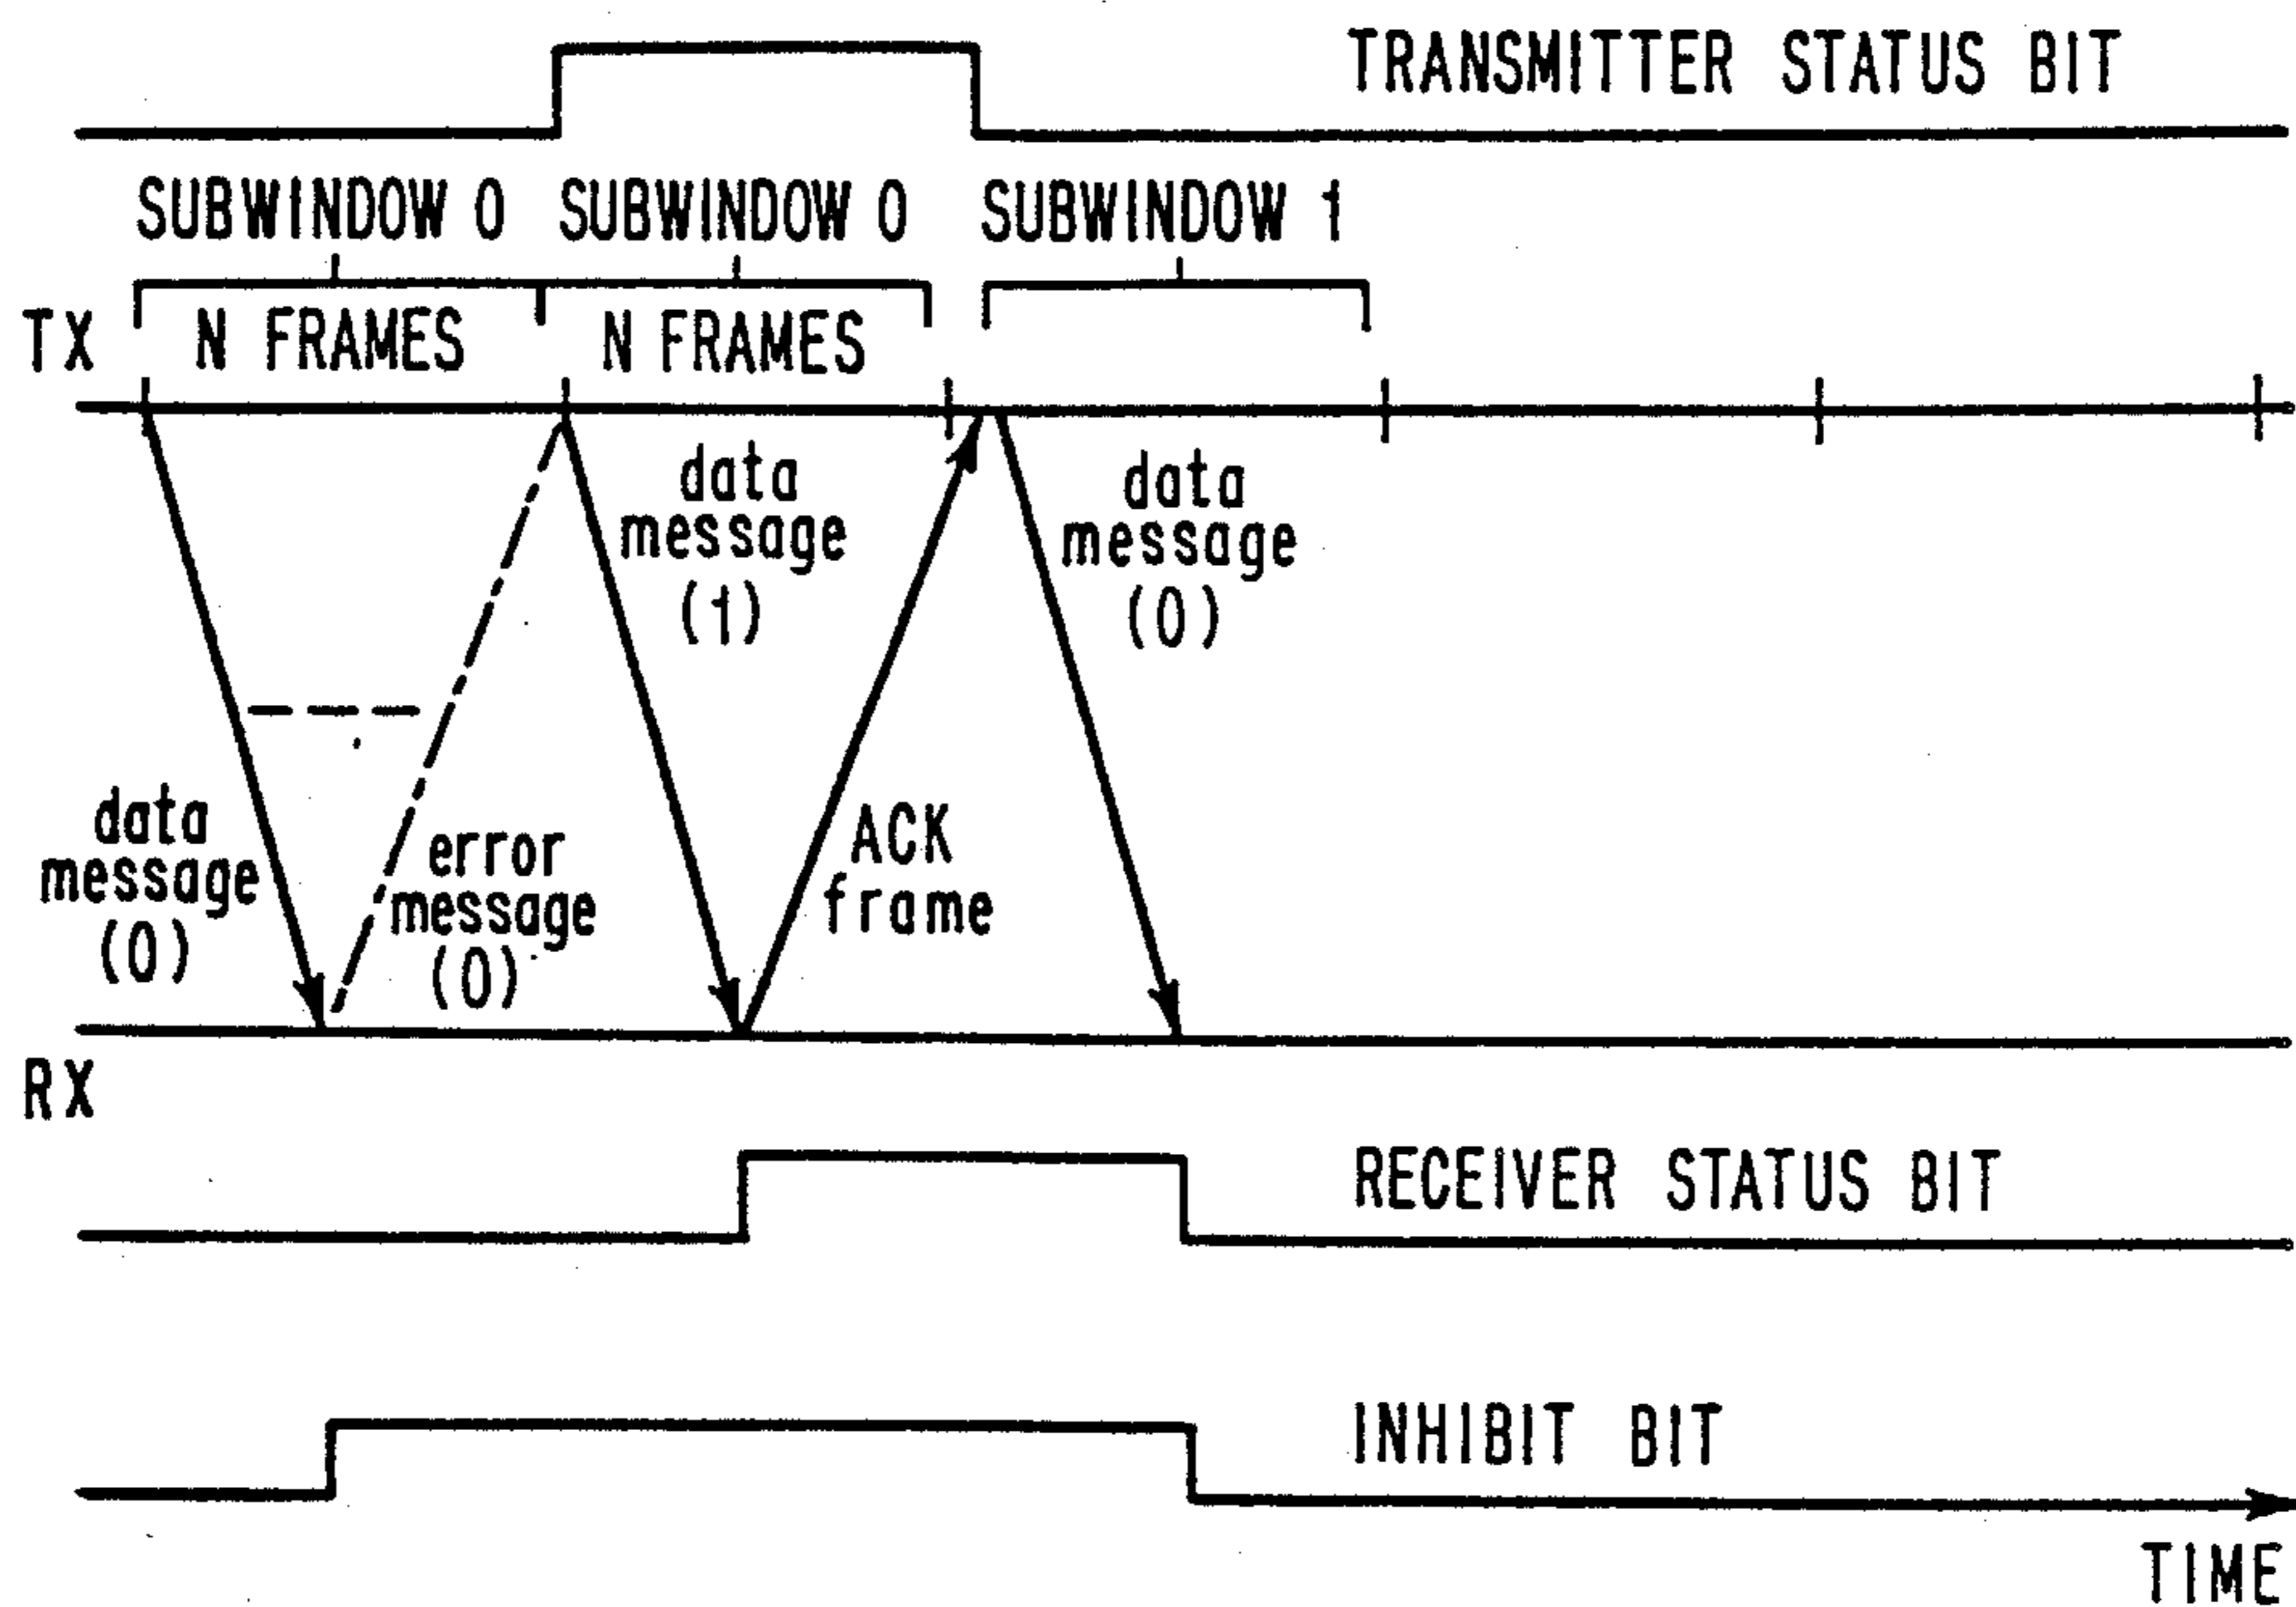 TRANSMITTER STATUS BIT
SUBWINDOW 0 SUBWINDOW 0 SUBWINDOW 1
TX N FRAMES N FRAMES
data
message
(1)
data
message
(0)
data
message
(0)
error
message
(0)
ACK
frame
RX
RECEIVER STATUS BIT
INHIBIT BIT
TIME